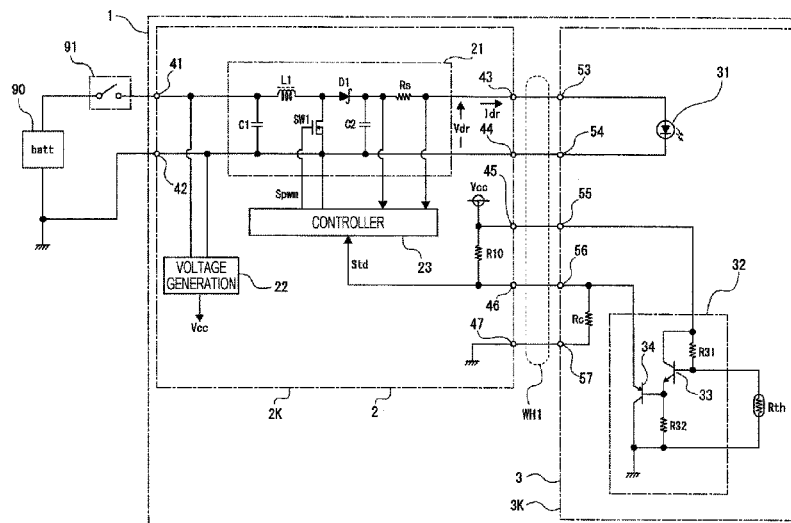 1
91
90
batt
41
42
21
L1
D1
Rs
C1
SW1
C2
Vdr
Idr
43
44
45
46
47
53
54
55
56
57
31
Spwm
CONTROLLER
23
Vcc
R10
Std
VOLTAGE
GENERATION
22
Vcc
Rc
32
34
R31
33
Rth
R32
2K
2
WH1
3
3K